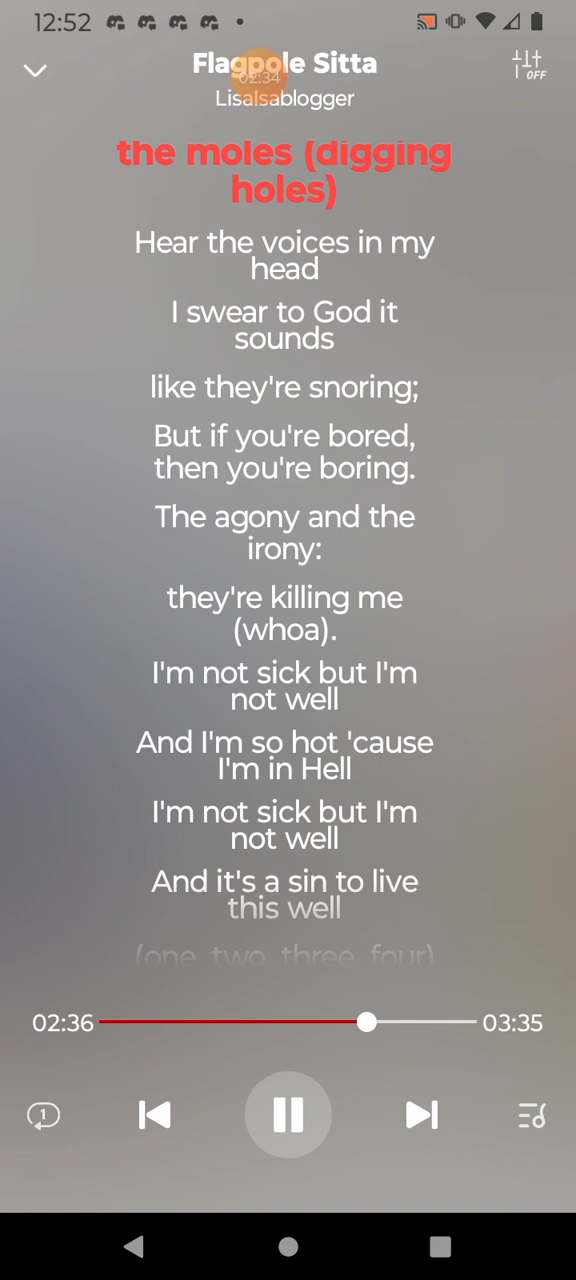 12:52
Flagpole Sitta
02:34
OFF
Lisalsablogger
the moles (digging
holes)
Hear the voices in my
head
I swear to God it
sounds
like they're snoring;
But if you're bored,
then you're boring.
The agony and the
irony:
they're killing me
(whoa).
I'm not sick but I'm
not well
And I'm so hot 'cause
I'm in Hell
I'm not sick but I'm
not well
And it's a sin to live
this well
(one, two, three, four)
02:36
03:35
1